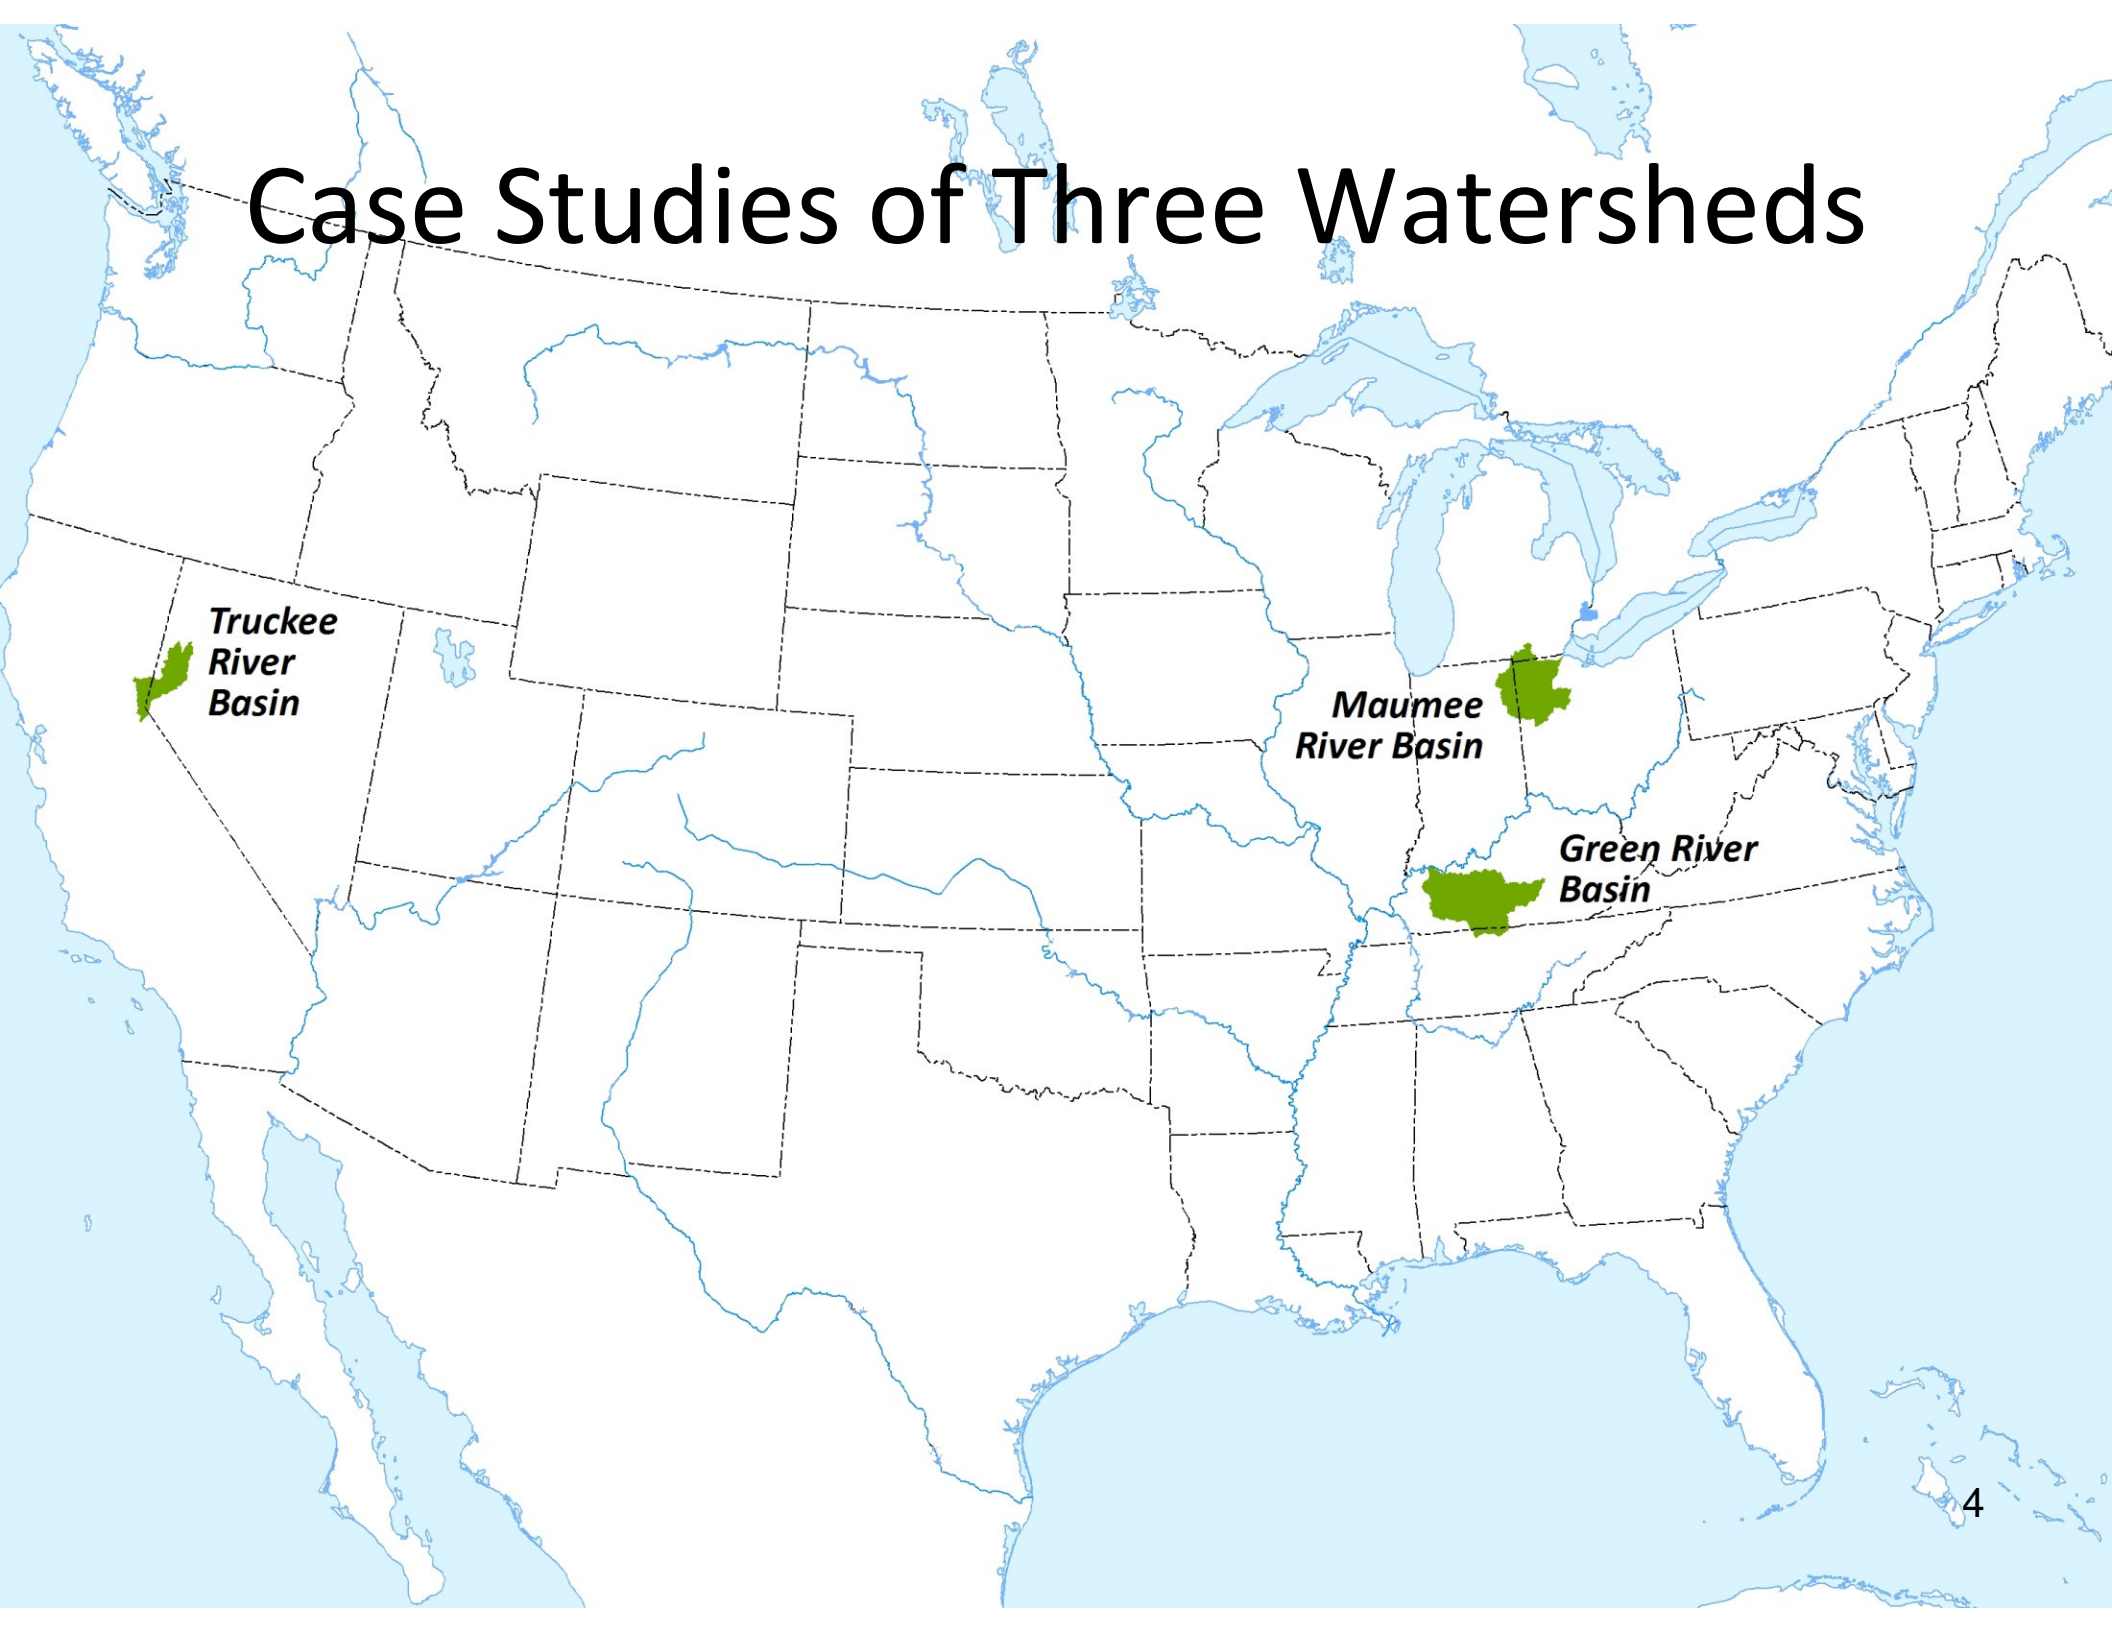 Case Studies of Three Watersheds
Truckee
River
Basin
Maumee
River Basin
Green River
Basin
4